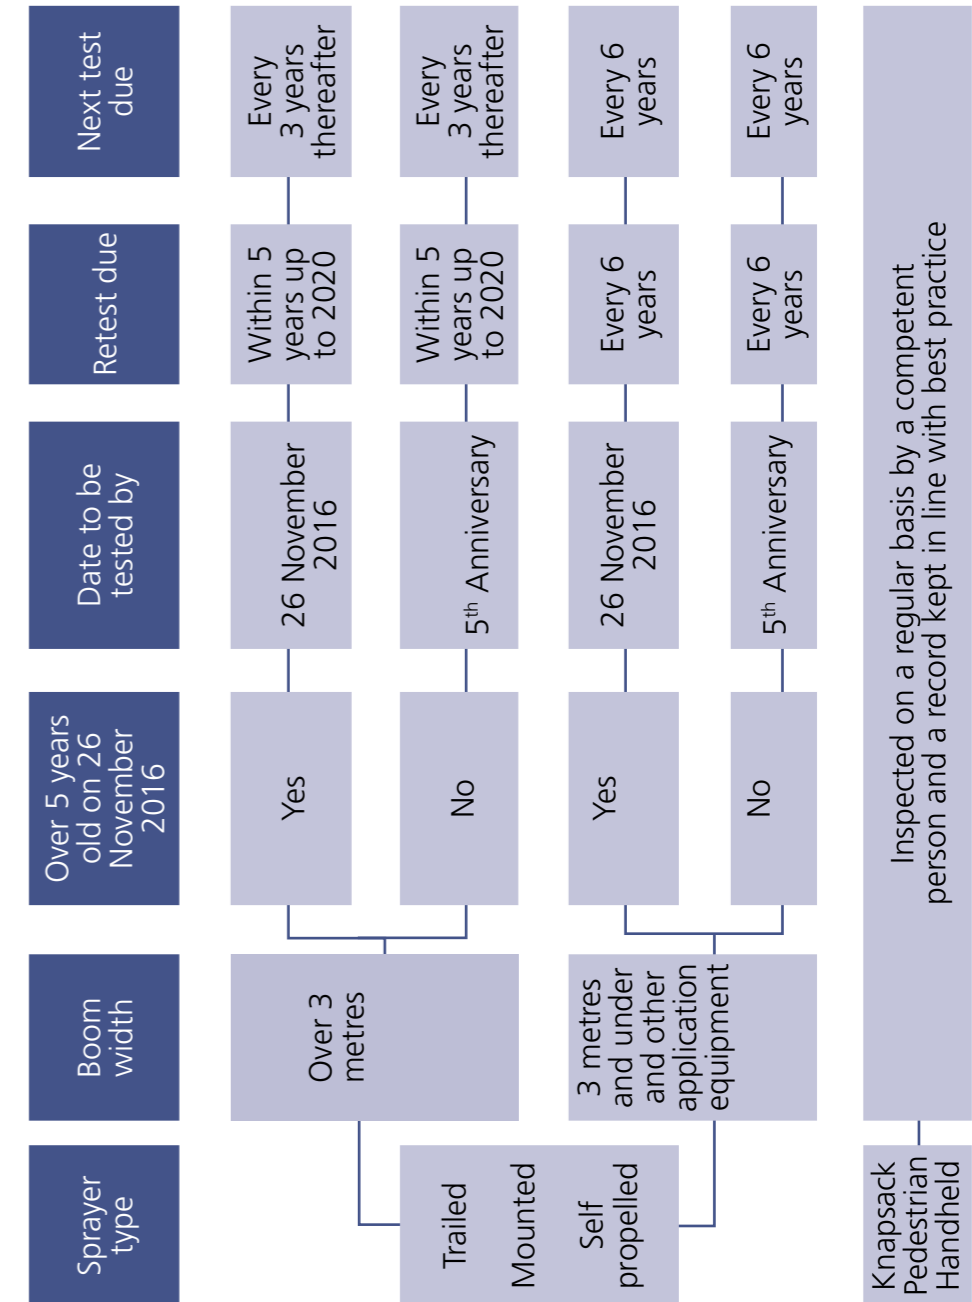 Sprayer
type
Boom
width
Over 5 years
old on 26
November
2016
Date to be
tested by
Retest due
Next test
due
Trailed
Mounted
Self
propelled
Over 3
metres
Yes
26 November
2016
Within 5
years up
to 2020
Every
3 years
thereafter
No
5th Anniversary
Within 5
years up
to 2020
Every
3 years
thereafter
3 metres
and under
and other
application
equipment
Yes
26 November
2016
Every 6
years
Every 6
years
No
5th Anniversary
Every 6
years
Every 6
years
Knapsack
Pedestrian
Handheld
Inspected on a regular basis by a competent
person and a record kept in line with best practice